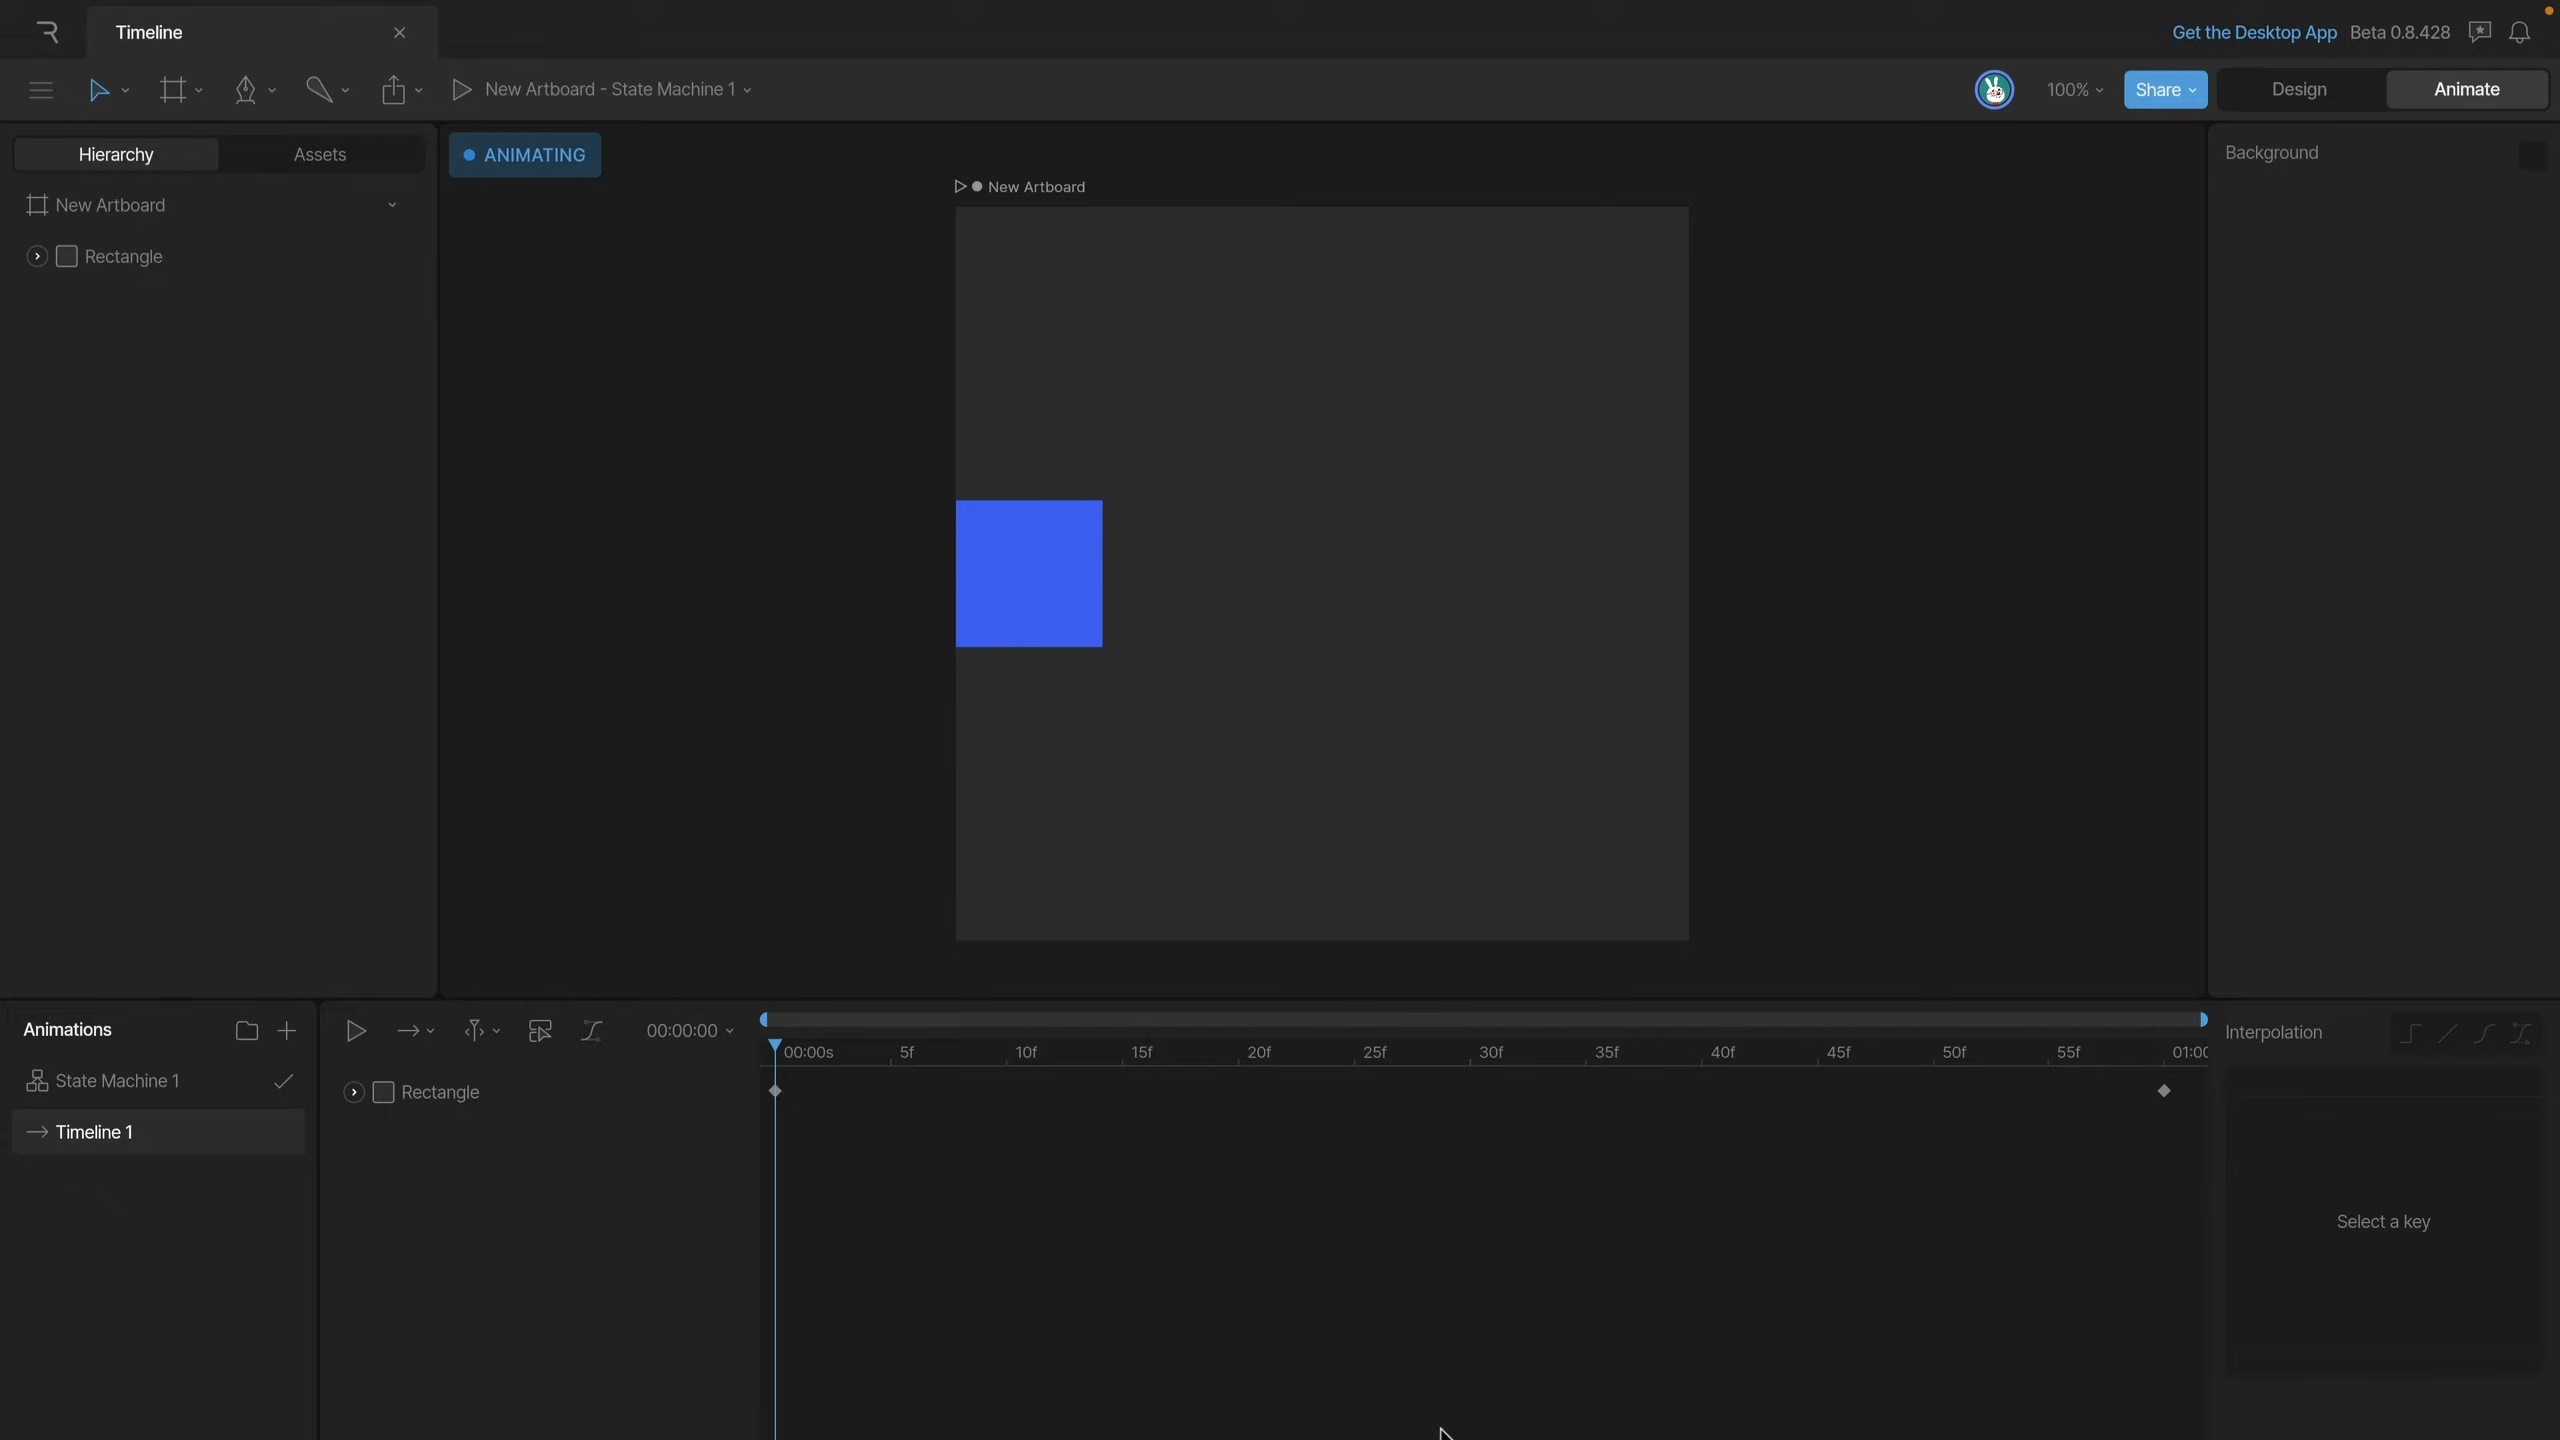 Timeline
Get the Desktop App Beta 0.8.428
New Artboard - State Machine 1
100%
Share
Design
Animate
Hierarchy
Assets
ANIMATING
Background
New Artboard
New Artboard
Rectangle
Animations
00:00:00
Interpolation
00:00s 5f 10f 15f 20f 25f 30f 35f 40f 45f 50f 55f 01:00
State Machine 1
Rectangle
Timeline 1
Select a key